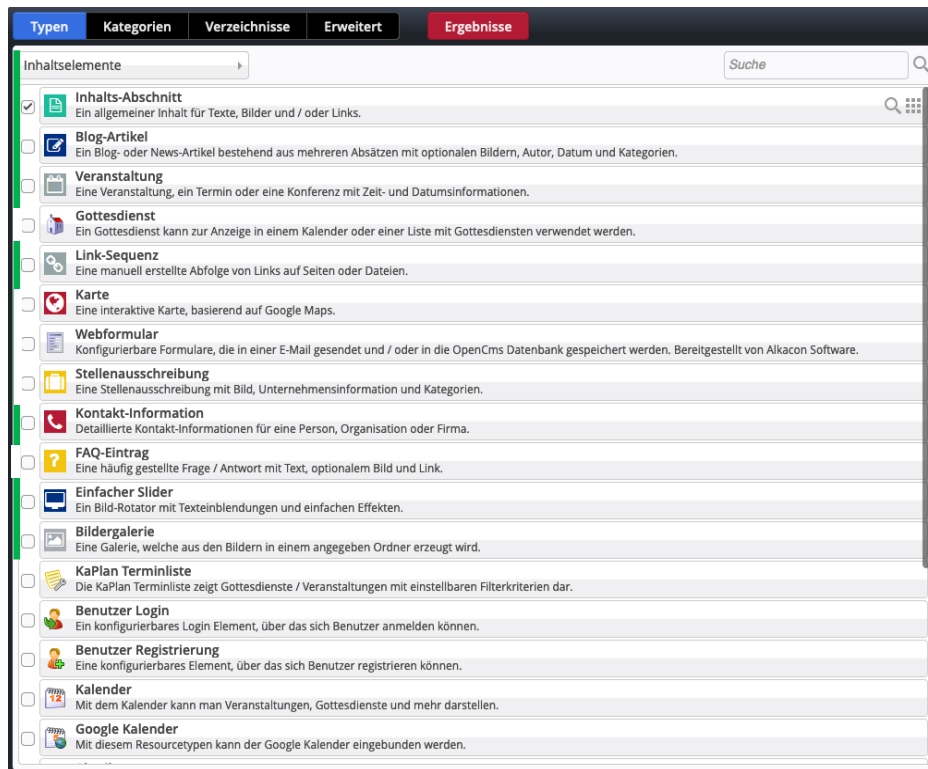 Typen Kategorien Verzeichnisse Erweitert Ergebnisse
Inhaltselemente Suche
Inhalts-Abschnitt
Ein allgemeiner Inhalt für Texte, Bilder und / oder Links.
Blog-Artikel
Ein Blog- oder News-Artikel bestehend aus mehreren Absätzen mit optionalen Bildern, Autor, Datum und Kategorien.
Veranstaltung
Eine Veranstaltung, ein Termin oder eine Konferenz mit Zeit- und Datumsinformationen.
Gottesdienst
Ein Gottesdienst kann zur Anzeige in einem Kalender oder einer Liste mit Gottesdiensten verwendet werden.
Link-Sequenz
Eine manuell erstellte Abfolge von Links auf Seiten oder Dateien.
Karte
Eine interaktive Karte, basierend auf Google Maps.
Webformular
Konfigurierbare Formulare, die in einer E-Mail gesendet und / oder in die OpenCms Datenbank gespeichert werden. Bereitgestellt von Alkacon Software.
Stellenausschreibung
Eine Stellenausschreibung mit Bild, Unternehmensinformation und Kategorien.
Kontakt-Information
Detaillierte Kontakt-Informationen für eine Person, Organisation oder Firma.
FAQ-Eintrag
Eine häufig gestellte Frage / Antwort mit Text, optionalem Bild und Link.
Einfacher Slider
Ein Bild-Rotator mit Texteinblendungen und einfachen Effekten.
Bildergalerie
Eine Galerie, welche aus den Bildern in einem angegeben Ordner erzeugt wird.
KaPlan Terminliste
Die KaPlan Terminliste zeigt Gottesdienste / Veranstaltungen mit einstellbaren Filterkriterien dar.
Benutzer Login
Ein konfigurierbares Login Element, über das sich Benutzer anmelden können.
Benutzer Registrierung
Eine konfigurierbares Element, über das sich Benutzer registrieren können.
Kalender
Mit dem Kalender kann man Veranstaltungen, Gottesdienste und mehr darstellen.
Google Kalender
Mit diesem Resourcetypen kann der Google Kalender eingebunden werden.